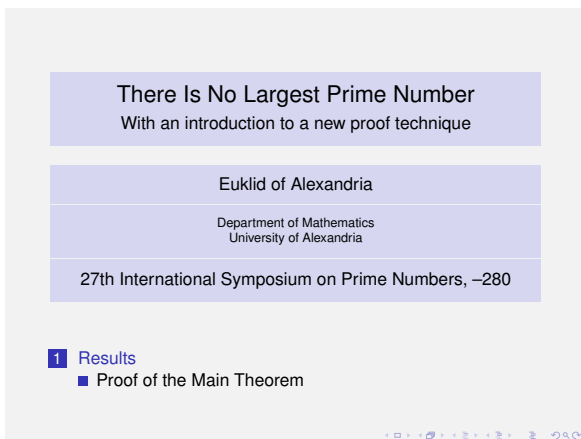 There Is No Largest Prime Number
With an introduction to a new proof technique
Euklid of Alexandria
Department of Mathematics
University of Alexandria
27th International Symposium on Prime Numbers, –280
1 Results
Proof of the Main Theorem